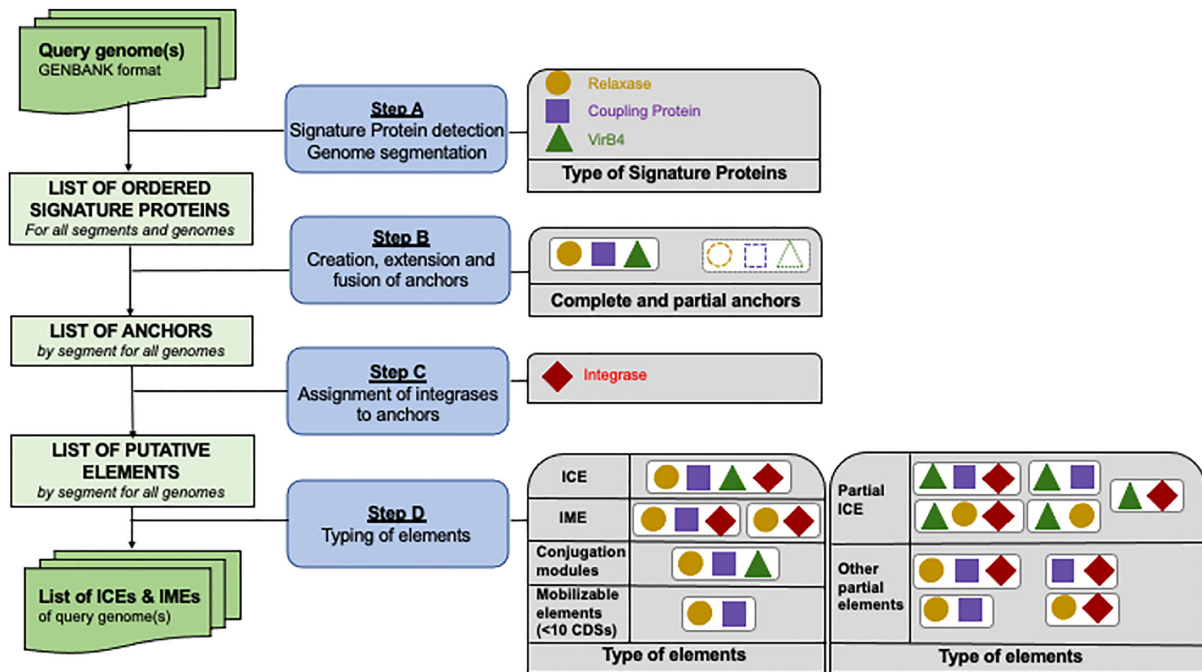 Query genome(s)
GENBANK format
Step A
Signature Protein detection
Genome segmentation
Relaxase
Coupling Protein
VirB4
Type of Signature Proteins
LIST OF ORDERED
SIGNATURE PROTEINS
For all segments and genomes
Step B
Creation, extension and
fusion of anchors
Complete and partial anchors
LIST OF ANCHORS
by segment for all genomes
Step C
Assignment of integrases
to anchors
Integrase
LIST OF PUTATIVE
ELEMENTS
by segment for all genomes
Step D
Typing of elements
ICE
IME
Conjugation
modules
Mobilizable
elements
(<10 CDSs)
Type of elements
Partial
ICE
Other
partial
elements
Type of elements
List of ICEs & IMEs
of query genome(s)